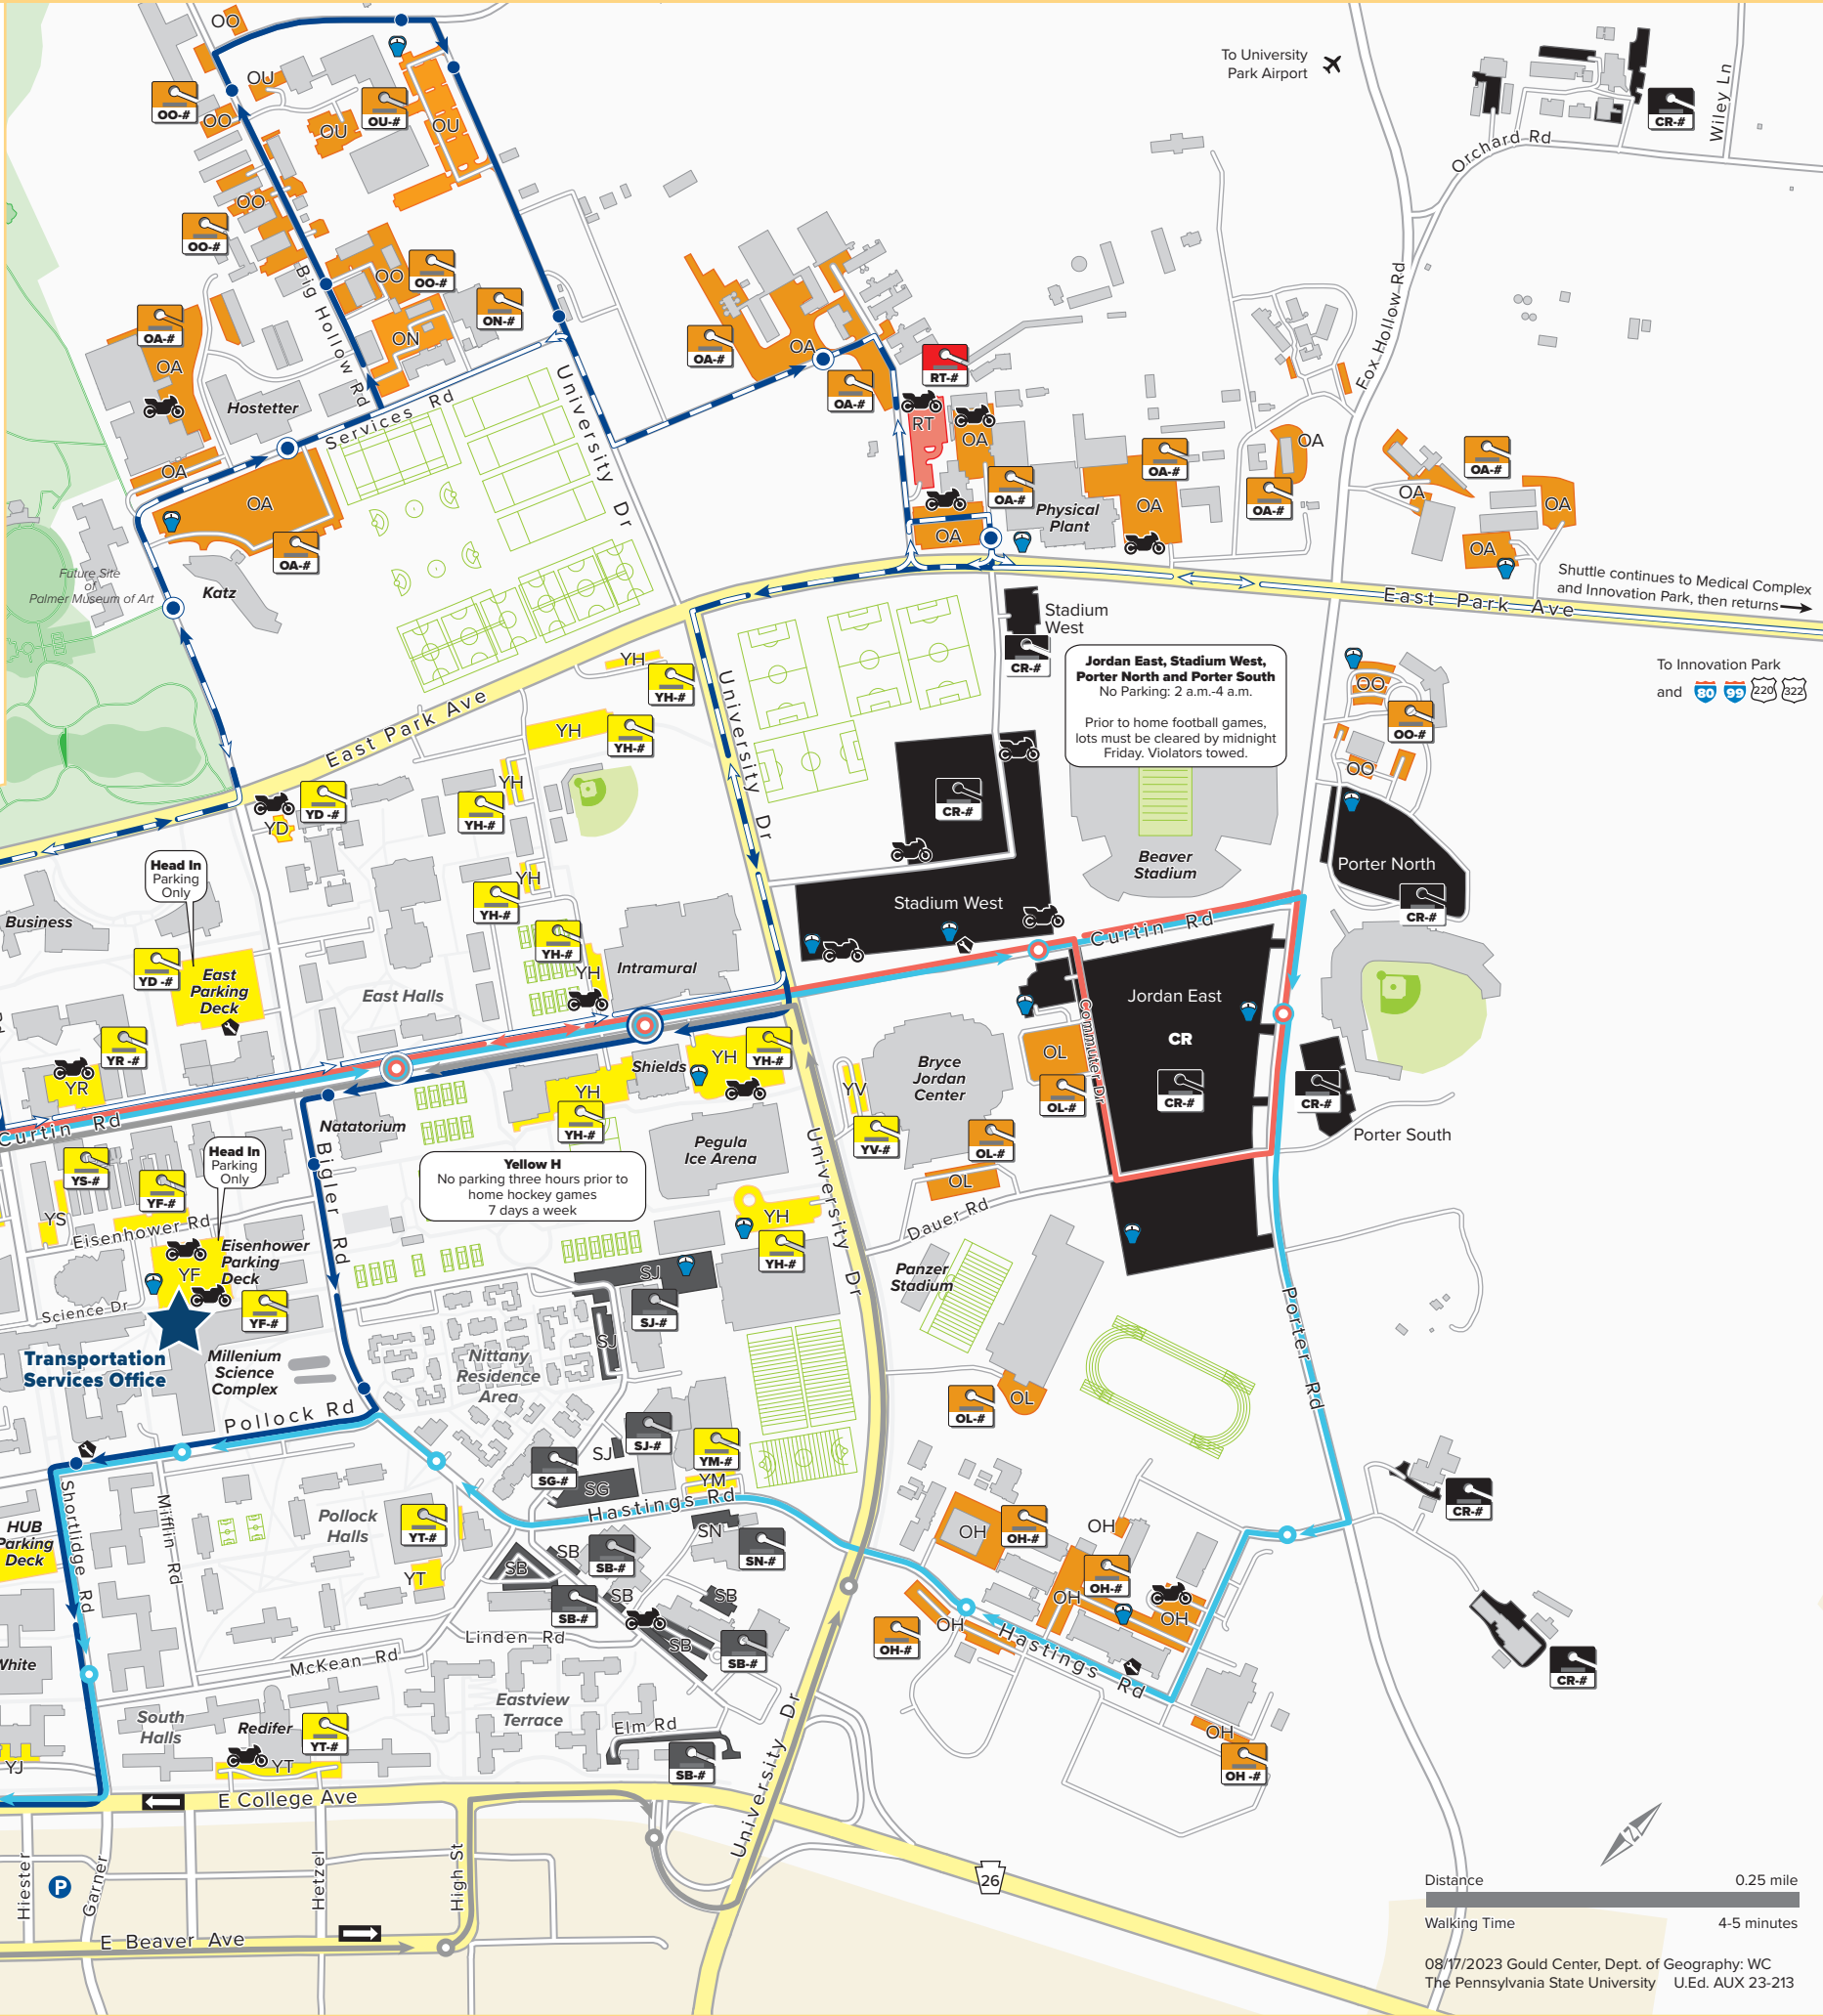 OO
OU
OO-#
OU-#
OO
OU
OU
OO
OO-#
OO
OO-#
OA-#
ON-#
ON
OA
Big Hollow Rd
Hostetter
Services Rd
OA
OA
OA-#
Katz
Future Site
of
Palmer Museum of Art
University Dr
To University
Park Airport
CR-#
Wiley Ln
Orchard Rd
Fox Hollow Rd
OA-#
OA
OA-#
RT-#
RT
OA
OA-#
OA
Physical
Plant
OA-#
OA
OA-#
OA
OA-#
OA
OA
OA
Shuttle continues to Medical Complex
and Innovation Park, then returns
East Park Ave
To Innovation Park
and 80 99 220 322
Stadium
West
CR-#
Jordan East, Stadium West,
Porter North and Porter South
No Parking: 2 a.m.-4 a.m.
Prior to home football games,
lots must be cleared by midnight
Friday. Violators towed.
OO
OO-#
OO
Porter North
CR-#
Beaver
Stadium
CR-#
Stadium West
Curtin Rd
YH
YH-#
YH
YH-#
East Park Ave
University Dr
YH
YH-#
YD -#
YD
Head In
Parking
Only
Business
YD -#
East
Parking
Deck
YH
YH-#
YH-#
YH
Intramural
East Halls
YR -#
YR
Curtin Rd
Shields
YH
YH-#
YH
YH-#
Natatorium
Pegula
Ice Arena
Bryce
Jordan
Center
YV
YV-#
OL
OL-#
OL-#
OL
Commuter Dr
Jordan East
CR
CR-#
CR-#
Porter South
Dauer Rd
Yellow H
No parking three hours prior to
home hockey games
7 days a week
YS-#
YF-#
Head In
Parking
Only
YS
Eisenhower Rd
Eisenhower
Parking
Deck
YF
YF-#
Science Dr
Transportation
Services Office
Millenium
Science
Complex
Bigler Rd
Pollock Rd
YH
YH-#
SJ
SJ-#
SJ
University Dr
Nittany
Residence
Area
Panzer
Stadium
OL-#
OL
Porter Rd
SJ-#
SJ
YM-#
YM
SG-#
SG
Hastings Rd
SN
SN-#
Shortlidge Rd
Mifflin Rd
HUB
Parking
Deck
Pollock
Halls
YT-#
YT
SB
SB
SB-#
SB-#
SB
SB
SB
SB-#
Linden Rd
McKean Rd
White
South
Halls
Redifer
YT-#
YT
YJ
Eastview
Terrace
Elm Rd
SB-#
University Dr
OH
OH-#
OH
OH-#
OH
OH
OH-#
OH
Hastings Rd
OH
OH -#
CR-#
CR-#
E College Ave
Hiester
P
Garner
Hetzel
High St
E Beaver Ave
26
N
Distance 0.25 mile
Walking Time 4-5 minutes
08/17/2023 Gould Center, Dept. of Geography: WC
The Pennsylvania State University U.Ed. AUX 23-213